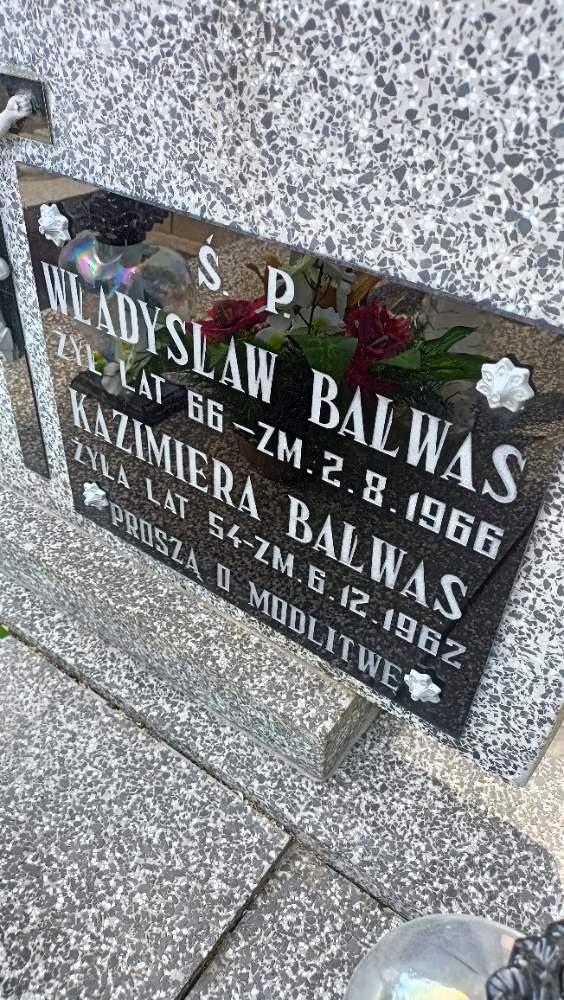 Ś. P.
WŁADYSŁAW BALWAS
ŻYŁ LAT 66 – ZM. 2. 8. 1966
KAZIMIERA BALWAS
ŻYŁA LAT 54 – ZM. 6. 12. 1962
PROSZĄ O MODLITWĘ